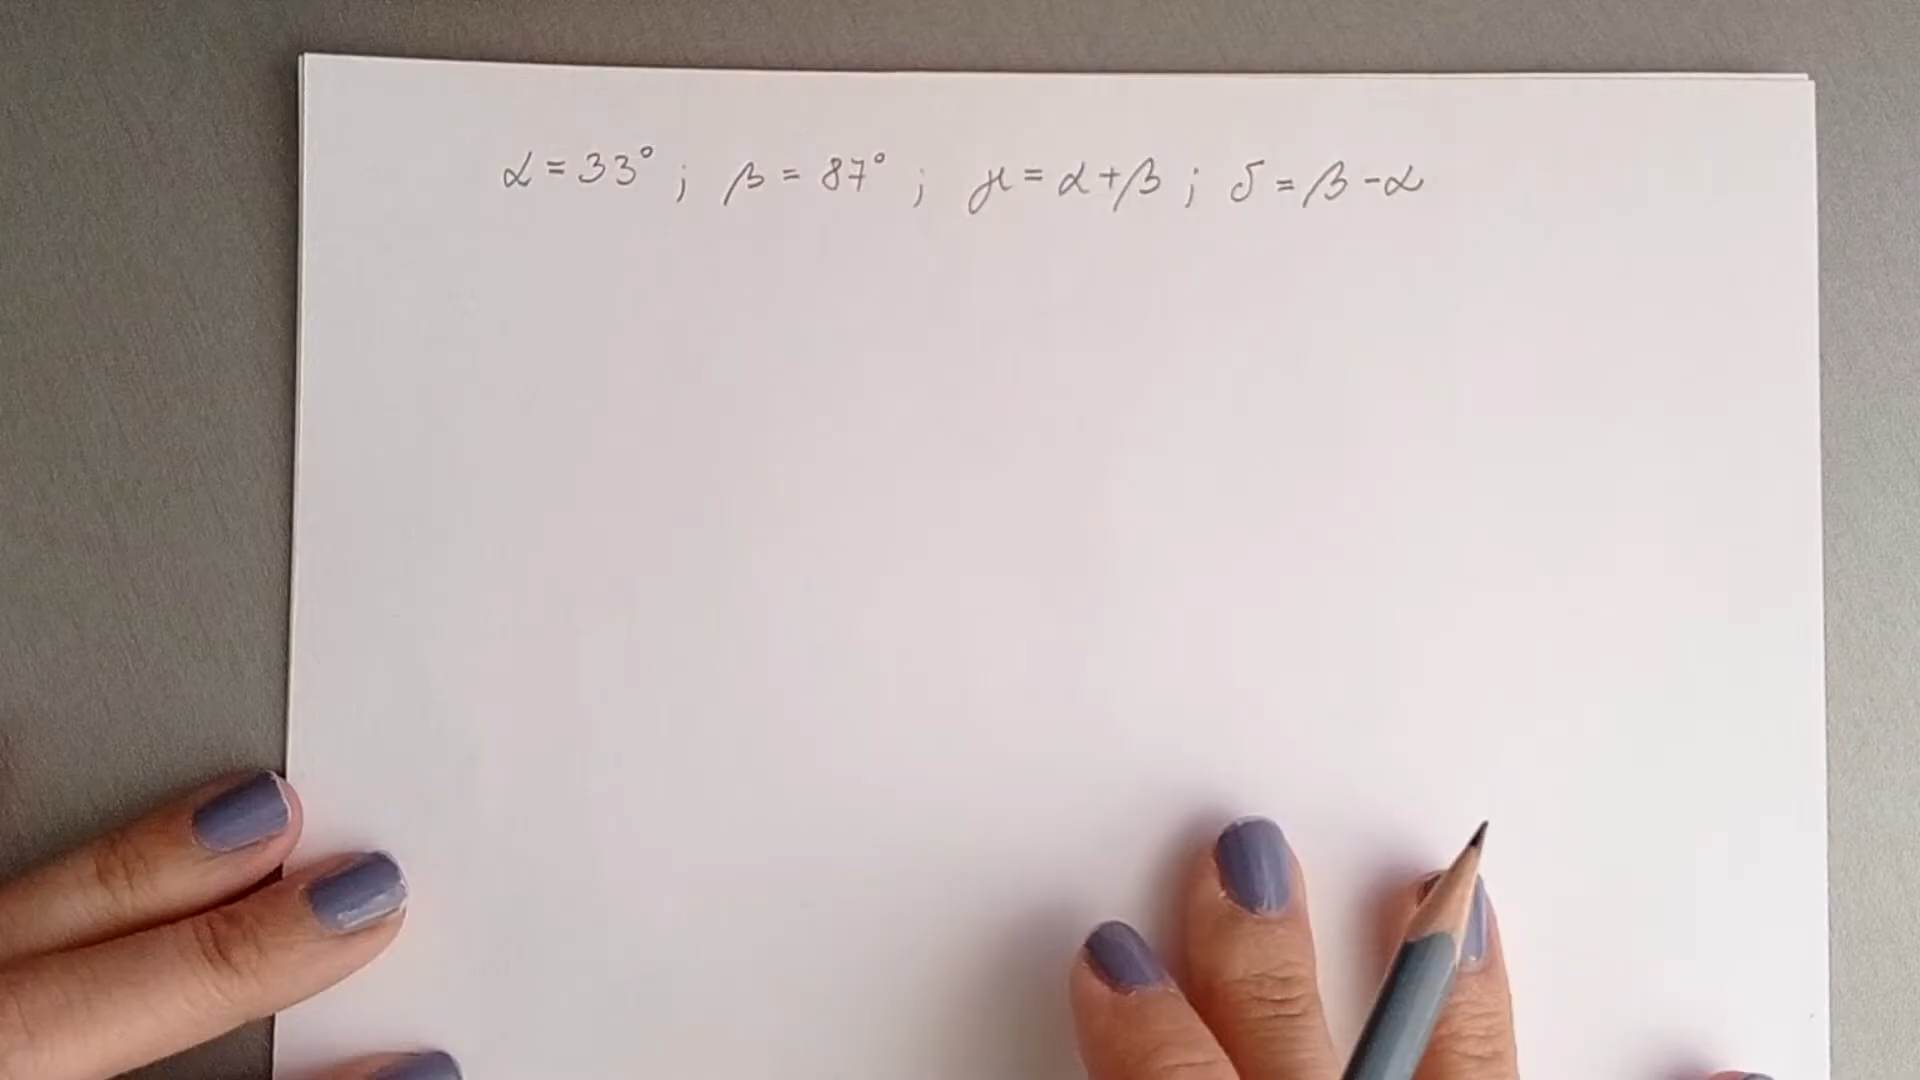 α = 33° ; β = 87° ; γ = α + β ; δ = β - α